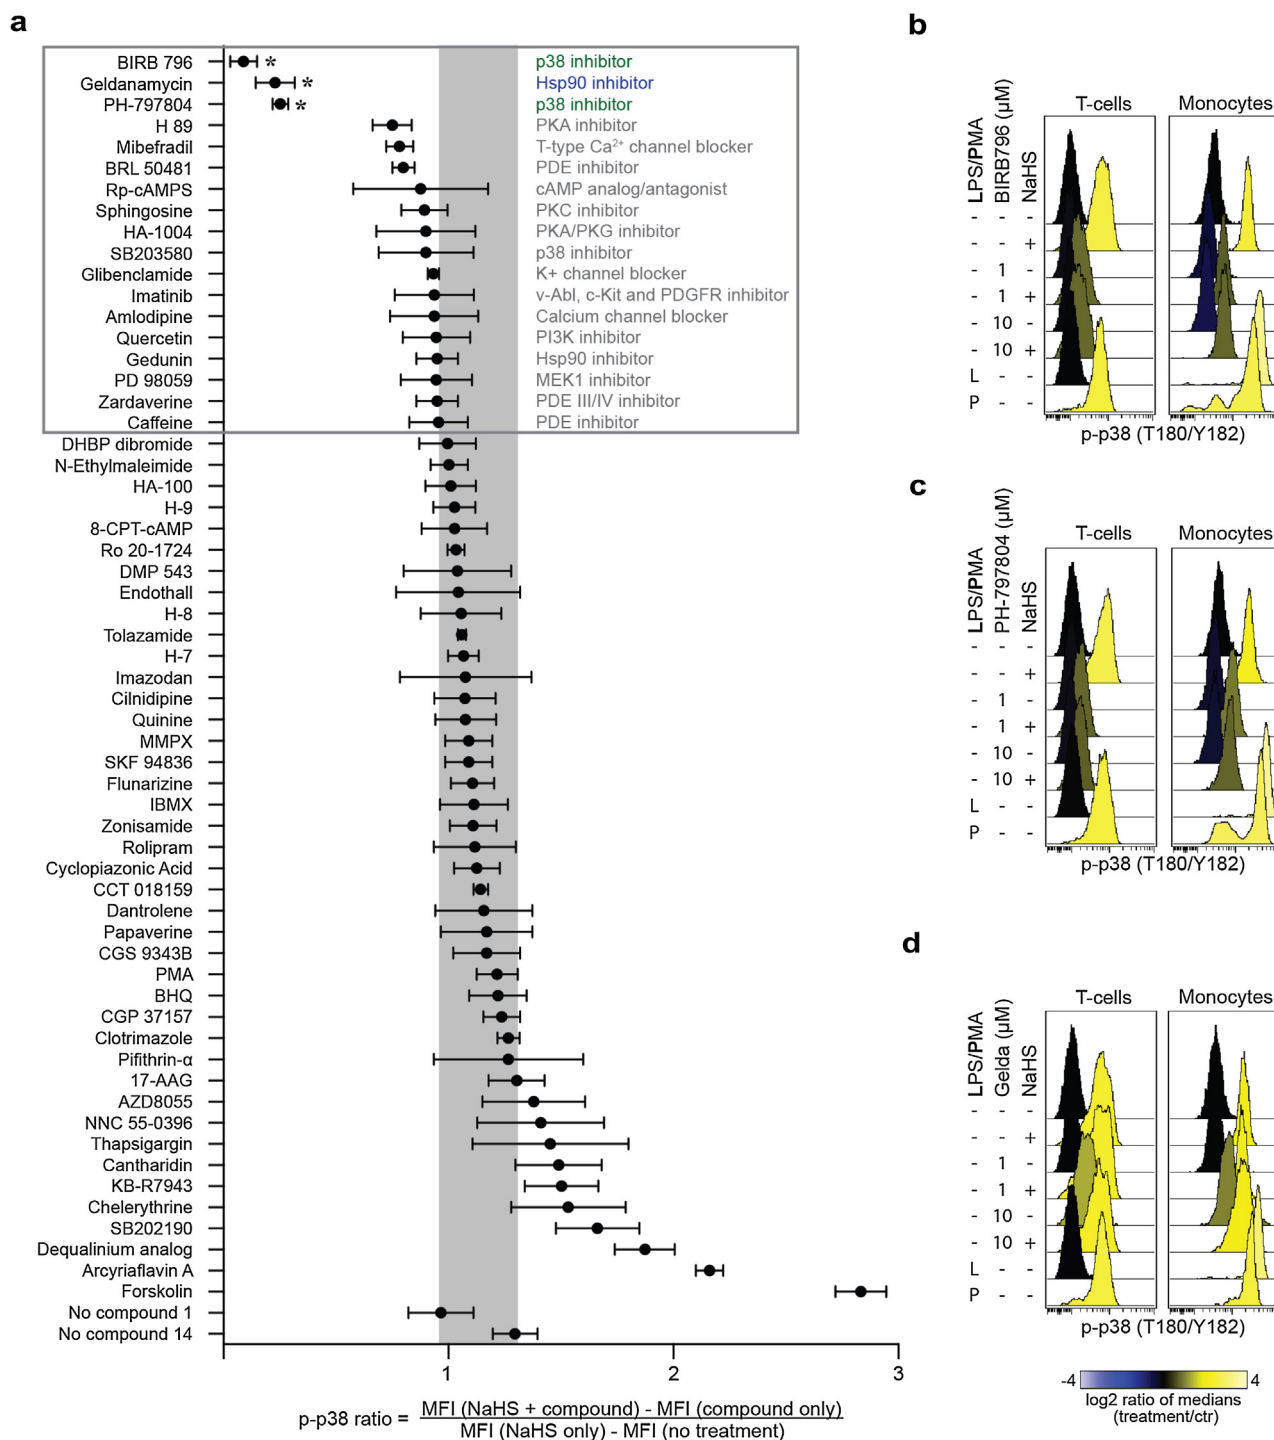 a
BIRB 796 * p38 inhibitor
Geldanamycin * Hsp90 inhibitor
PH-797804 * p38 inhibitor
H 89 PKA inhibitor
Mibefradil T-type Ca²⁺ channel blocker
BRL 50481 PDE inhibitor
Rp-cAMPS cAMP analog/antagonist
Sphingosine PKC inhibitor
HA-1004 PKA/PKG inhibitor
SB203580 p38 inhibitor
Glibenclamide K+ channel blocker
Imatinib v-Abl, c-Kit and PDGFR inhibitor
Amlodipine Calcium channel blocker
Quercetin PI3K inhibitor
Gedunin Hsp90 inhibitor
PD 98059 MEK1 inhibitor
Zardaverine PDE III/IV inhibitor
Caffeine PDE inhibitor
DHBP dibromide
N-Ethylmaleimide
HA-100
H-9
8-CPT-cAMP
Ro 20-1724
DMP 543
Endothall
H-8
Tolazamide
H-7
Imazodan
Cilnidipine
Quinine
MMPX
SKF 94836
Flunarizine
IBMX
Zonisamide
Rolipram
Cyclopiazonic Acid
CCT 018159
Dantrolene
Papaverine
CGS 9343B
PMA
BHQ
CGP 37157
Clotrimazole
Pifithrin-α
17-AAG
AZD8055
NNC 55-0396
Thapsigargin
Cantharidin
KB-R7943
Chelerythrine
SB202190
Dequalinium analog
Arcyriaflavin A
Forskolin
No compound 1
No compound 14
1 2 3
p-p38 ratio = MFI (NaHS + compound) - MFI (compound only)
MFI (NaHS only) - MFI (no treatment)
b
LPS/PMA
BIRB796 (µM)
NaHS
T-cells Monocytes
- - -
- - +
- 1 -
- 1 +
- 10 -
- 10 +
L - -
P - -
p-p38 (T180/Y182)
c
LPS/PMA
PH-797804 (µM)
NaHS
T-cells Monocytes
- - -
- - +
- 1 -
- 1 +
- 10 -
- 10 +
L - -
P - -
p-p38 (T180/Y182)
d
LPS/PMA
Gelda (µM)
NaHS
T-cells Monocytes
- - -
- - +
- 1 -
- 1 +
- 10 -
- 10 +
L - -
P - -
p-p38 (T180/Y182)
-4 4
log2 ratio of medians
(treatment/ctr)